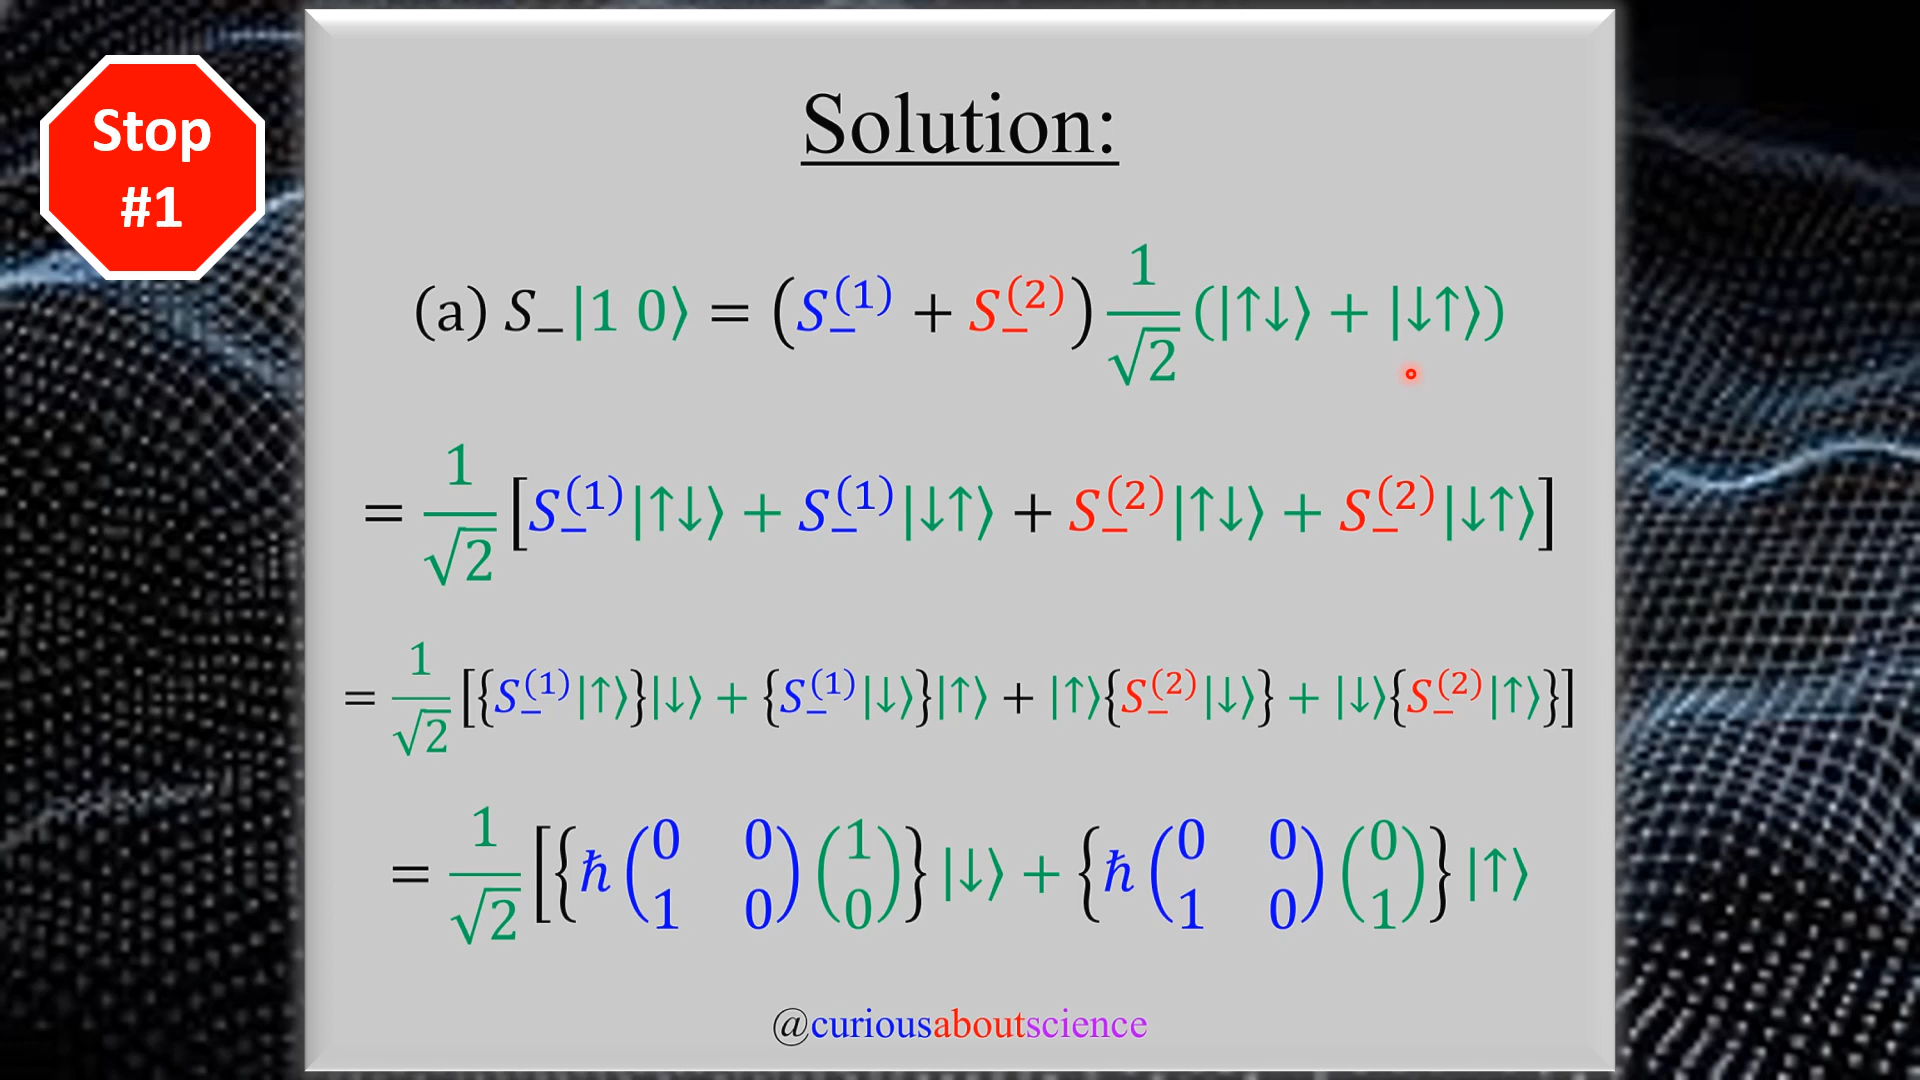 Stop
#1
Solution:
(a) S₋|1 0⟩ = (S₋⁽¹⁾ + S₋⁽²⁾) 1/√2 (|↑↓⟩ + |↓↑⟩)
= 1/√2 [S₋⁽¹⁾|↑↓⟩ + S₋⁽¹⁾|↓↑⟩ + S₋⁽²⁾|↑↓⟩ + S₋⁽²⁾|↓↑⟩]
= 1/√2 [{S₋⁽¹⁾|↑⟩}|↓⟩ + {S₋⁽¹⁾|↓⟩}|↑⟩ + |↑⟩{S₋⁽²⁾|↓⟩} + |↓⟩{S₋⁽²⁾|↑⟩}]
= 1/√2 [{ħ (0 0; 1 0) (1; 0)} |↓⟩ + {ħ (0 0; 1 0) (0; 1)} |↑⟩
@curiousaboutscience